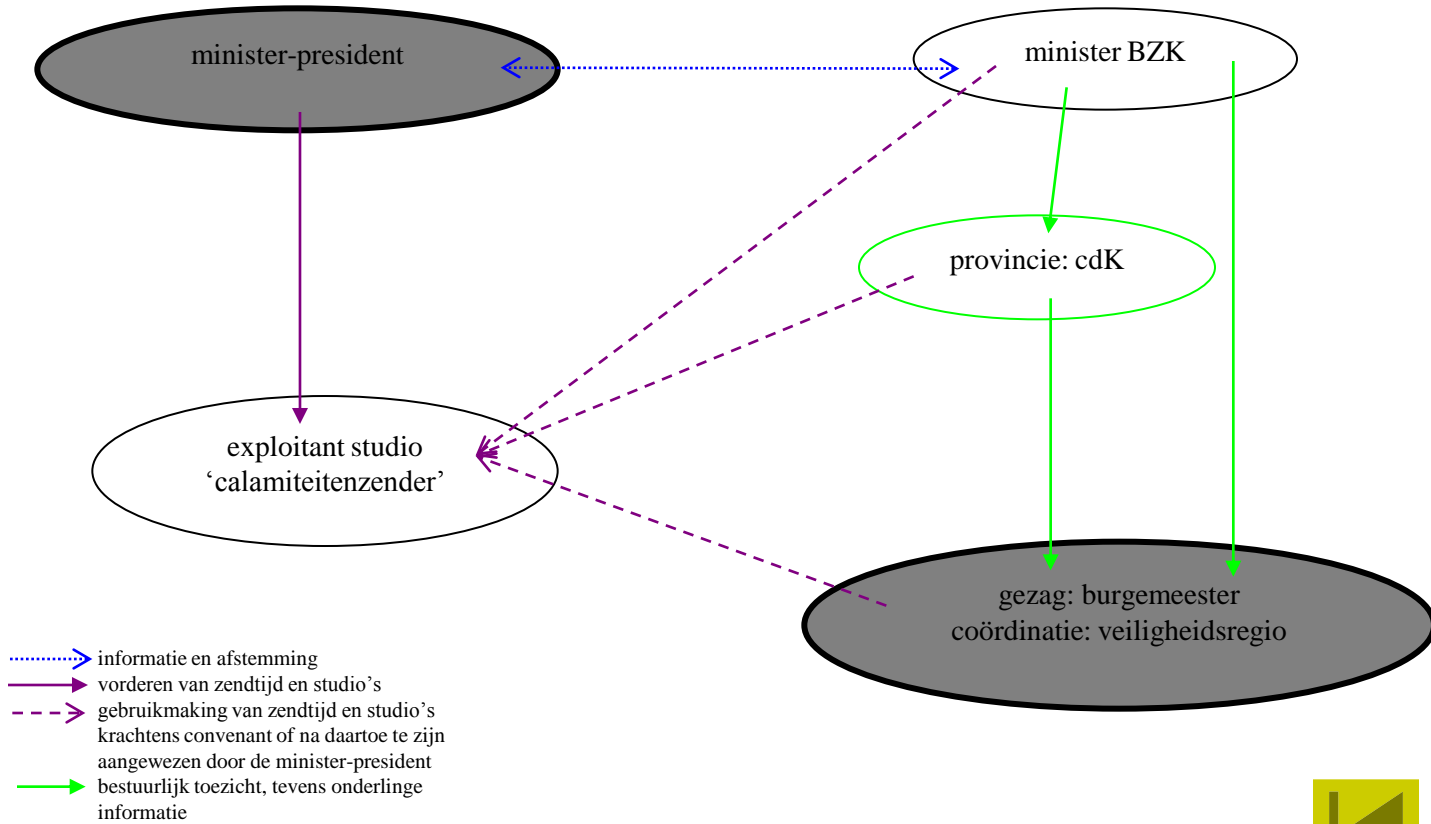 minister-president
minister BZK
provincie: cdK
exploitant studio
‘calamiteitenzender’
gezag: burgemeester
coördinatie: veiligheidsregio
informatie en afstemming
vorderen van zendtijd en studio’s
gebruikmaking van zendtijd en studio’s
krachtens convenant of na daartoe te zijn
aangewezen door de minister-president
bestuurlijk toezicht, tevens onderlinge
informatie